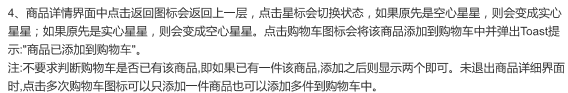 4、商品详情界面中点击返回图标会返回上一层，点击星标会切换状态，如果原先是空心星星，则会变成实心
星星；如果原先是实心星星，则会变成空心星星。点击购物车图标会将该商品添加到购物车中并弹出Toast提
示:"商品已添加到购物车"。
注:不要求判断购物车是否已有该商品,即如果已有一件该商品,添加之后则显示两个即可。未退出商品详细界面
时,点击多次购物车图标可以只添加一件商品也可以添加多件到购物车中。